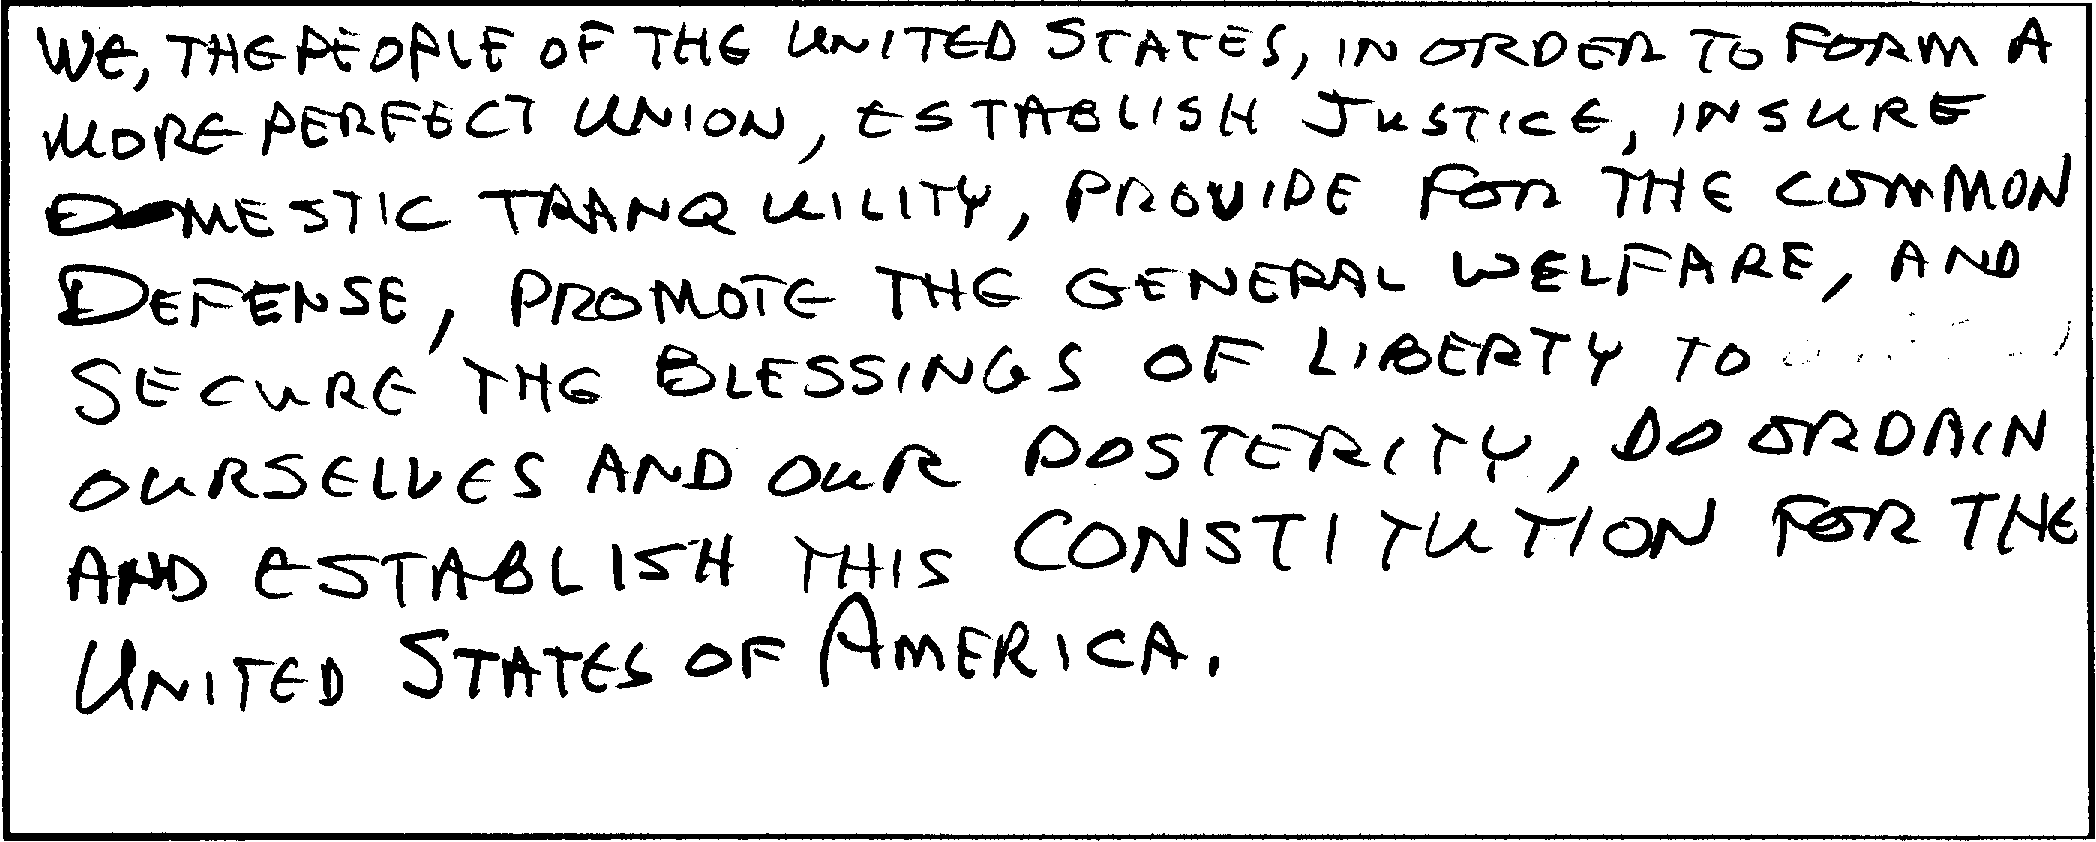 WE, THE PEOPLE OF THE UNITED STATES, IN ORDER TO FORM A
MORE PERFECT UNION, ESTABLISH JUSTICE, INSURE
DOMESTIC TRANQUILITY, PROVIDE FOR THE COMMON
DEFENSE, PROMOTE THE GENERAL WELFARE, AND
SECURE THE BLESSINGS OF LIBERTY TO
OURSELVES AND OUR POSTERITY, DO ORDAIN
AND ESTABLISH THIS CONSTITUTION FOR THE
UNITED STATES OF AMERICA.